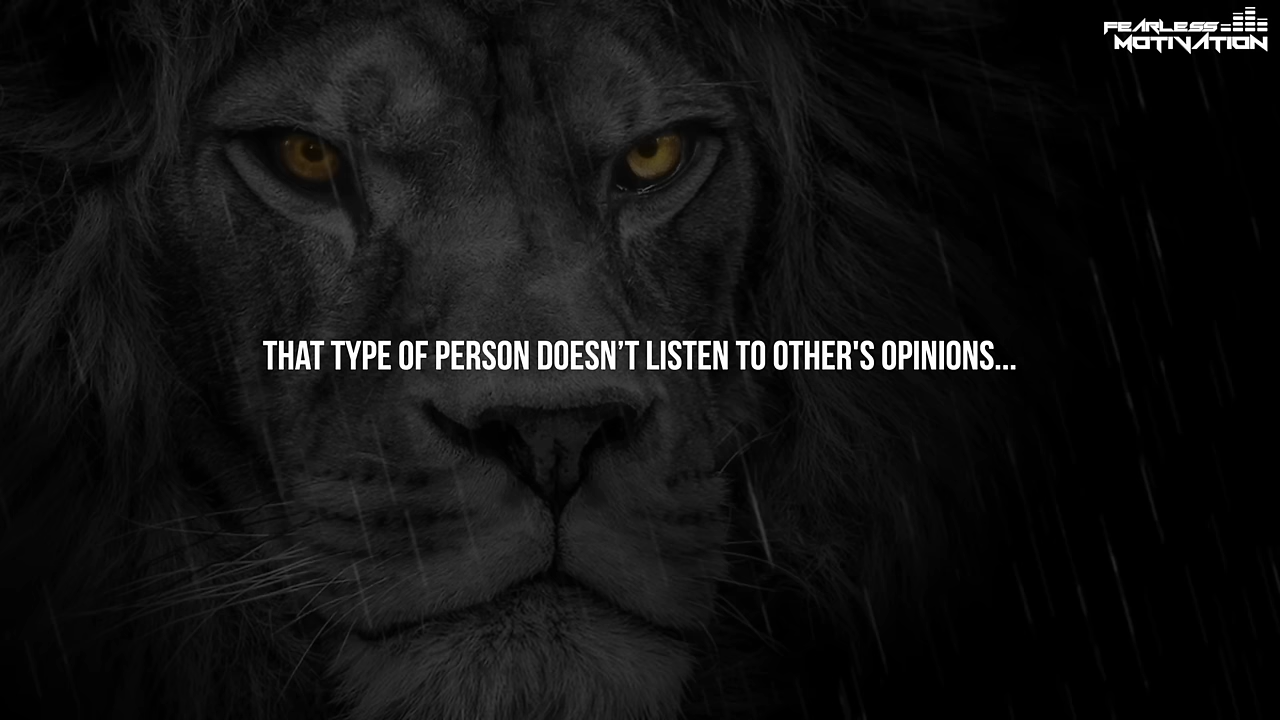 FEARLESS
MOTIVATION
THAT TYPE OF PERSON DOESN’T LISTEN TO OTHER'S OPINIONS...